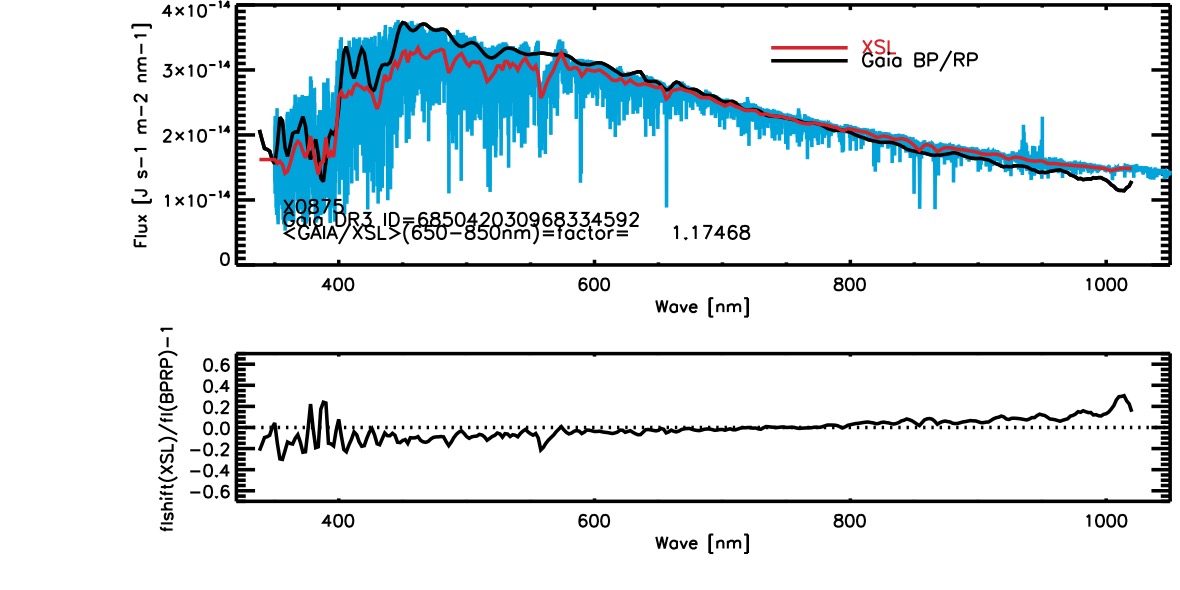 4×10−14
3×10−14
2×10−14
1×10−14
0
Flux [J s−1 m−2 nm−1]
XSL
Gaia BP/RP
X0875
Gaia DR3 ID=6850420309683334592
<GAIA/XSL>(650−850nm)=factor= 1.17468
400 600 800 1000
Wave [nm]
flshift(XSL)/fl(BPRP)−1
0.6
0.4
0.2
0.0
−0.2
−0.4
−0.6
400 600 800 1000
Wave [nm]